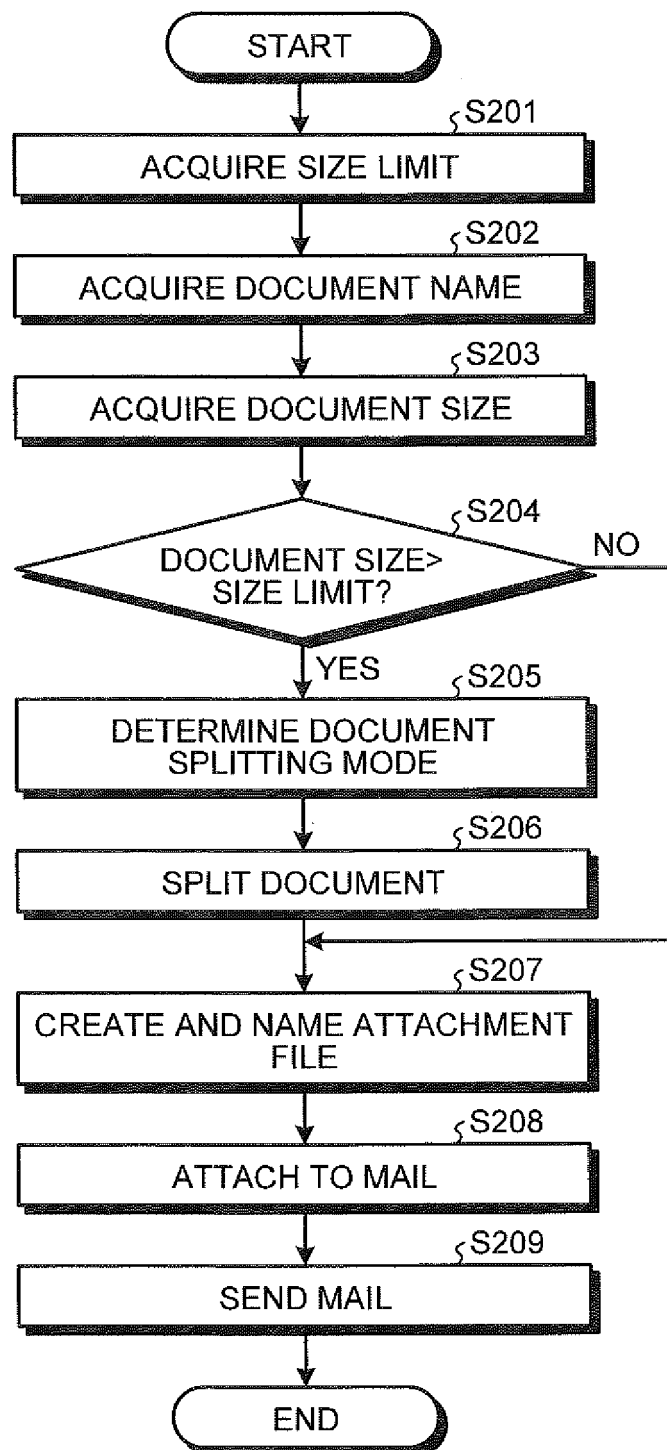 START
S201
ACQUIRE SIZE LIMIT
S202
ACQUIRE DOCUMENT NAME
S203
ACQUIRE DOCUMENT SIZE
S204
DOCUMENT SIZE>
SIZE LIMIT?
NO
YES
S205
DETERMINE DOCUMENT
SPLITTING MODE
S206
SPLIT DOCUMENT
S207
CREATE AND NAME ATTACHMENT
FILE
S208
ATTACH TO MAIL
S209
SEND MAIL
END